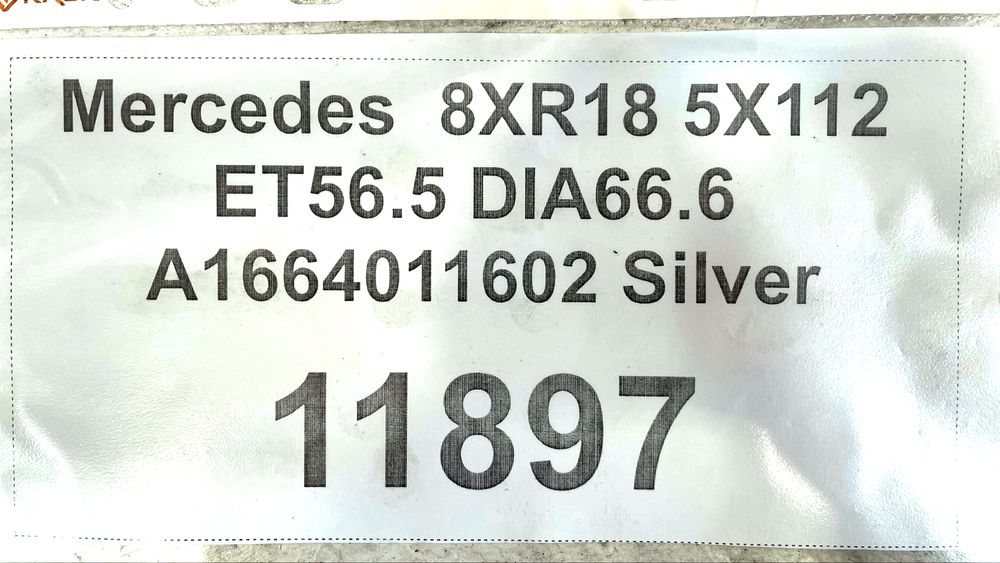 Mercedes 8XR18 5X112
ET56.5 DIA66.6
A1664011602 Silver
11897